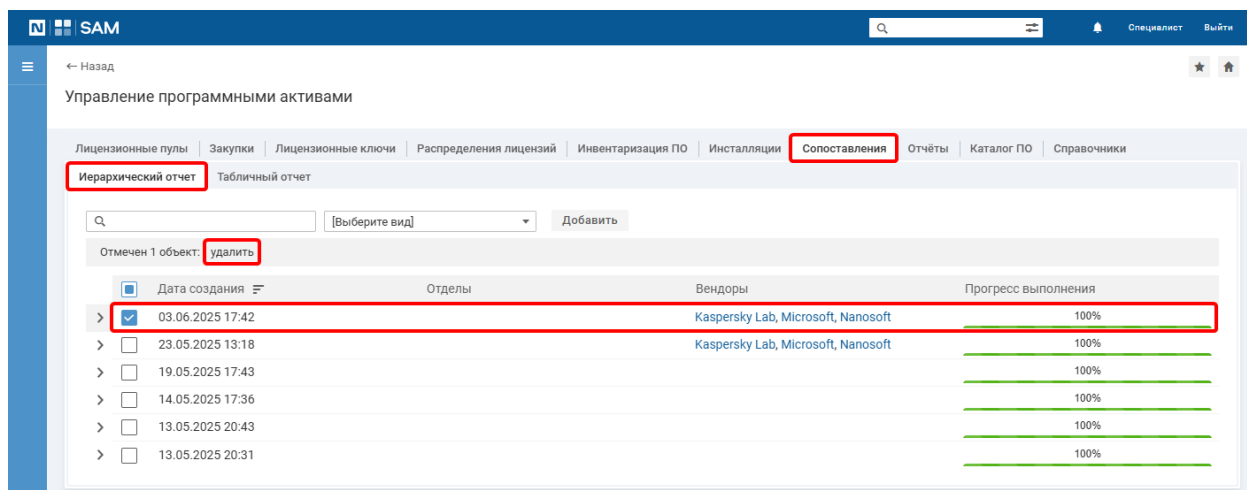 N SAM Специалист Выйти
← Назад
Управление программными активами
Лицензионные пулы Закупки Лицензионные ключи Распределения лицензий Инвентаризация ПО Инсталляции Сопоставления Отчёты Каталог ПО Справочники
Иерархический отчет Табличный отчет
[Выберите вид] Добавить
Отмечен 1 объект: удалить
Дата создания Отделы Вендоры Прогресс выполнения
03.06.2025 17:42 Kaspersky Lab, Microsoft, Nanosoft 100%
23.05.2025 13:18 Kaspersky Lab, Microsoft, Nanosoft 100%
19.05.2025 17:43 100%
14.05.2025 17:36 100%
13.05.2025 20:43 100%
13.05.2025 20:31 100%